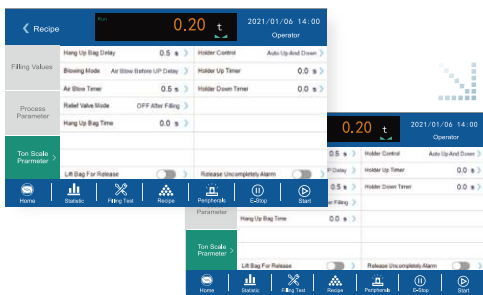 Recipe
Run
0.20 t
2021/01/06 14:00
Operator
Filling Values
Process
Parameter
Ton Scale
Prarmeter
Hang Up Bag Delay 0.5 s
Holder Control Auto Up And Down
Blowing Mode Air Blow Before UP Delay
Holder Up Timer 0.0 s
Air Blow Timer 0.5 s
Holder Down Timer 0.0 s
Relief Valve Mode OFF After Filling
Hang Up Bag Time 0.0 s
Lift Bag For Release
Release Uncompletely Alarm
Home
Statistic
Filling Test
Recipe
Peripherals
E-Stop
Start
0.20 t
2021/01/06 14:00
Operator
0.5 s
Holder Control Auto Up And Down
P Delay
Holder Up Timer 0.0 s
0.5 s
Holder Down Timer 0.0 s
er Filling
Parameter
Hang Up Bag Time 0.0 s
Ton Scale
Prarmeter
Lift Bag For Release
Release Uncompletely Alarm
Home
Statistic
Filling Test
Recipe
Peripherals
E-Stop
Start